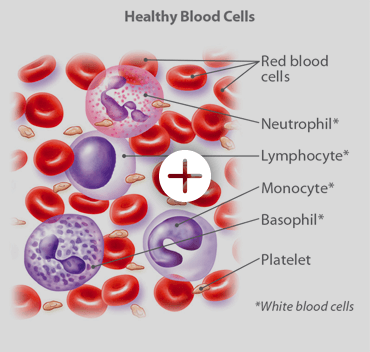 Healthy Blood Cells
Red blood
cells
Neutrophil*
Lymphocyte*
Monocyte*
Basophil*
Platelet
*White blood cells